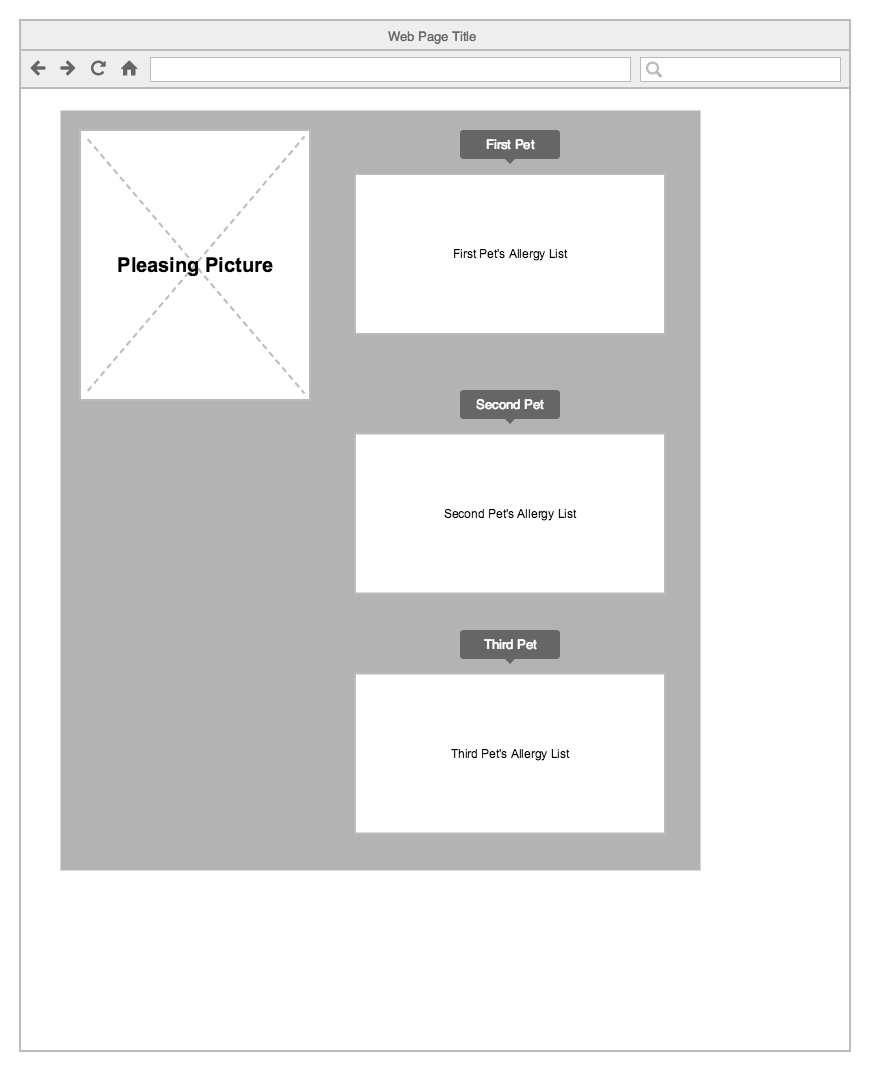 Web Page Title
Pleasing Picture
First Pet
First Pet's Allergy List
Second Pet
Second Pet's Allergy List
Third Pet
Third Pet's Allergy List